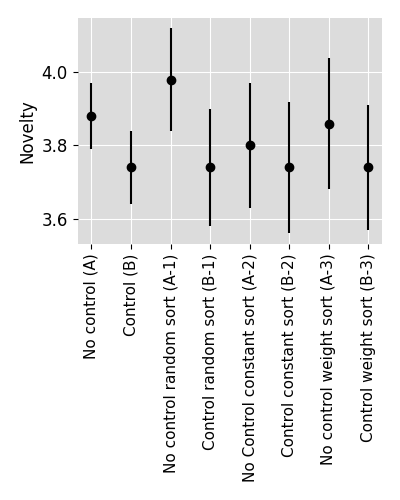 Novelty
4.0
3.8
3.6
No control (A)
Control (B)
No control random sort (A-1)
Control random sort (B-1)
No Control constant sort (A-2)
Control constant sort (B-2)
No control weight sort (A-3)
Control weight sort (B-3)